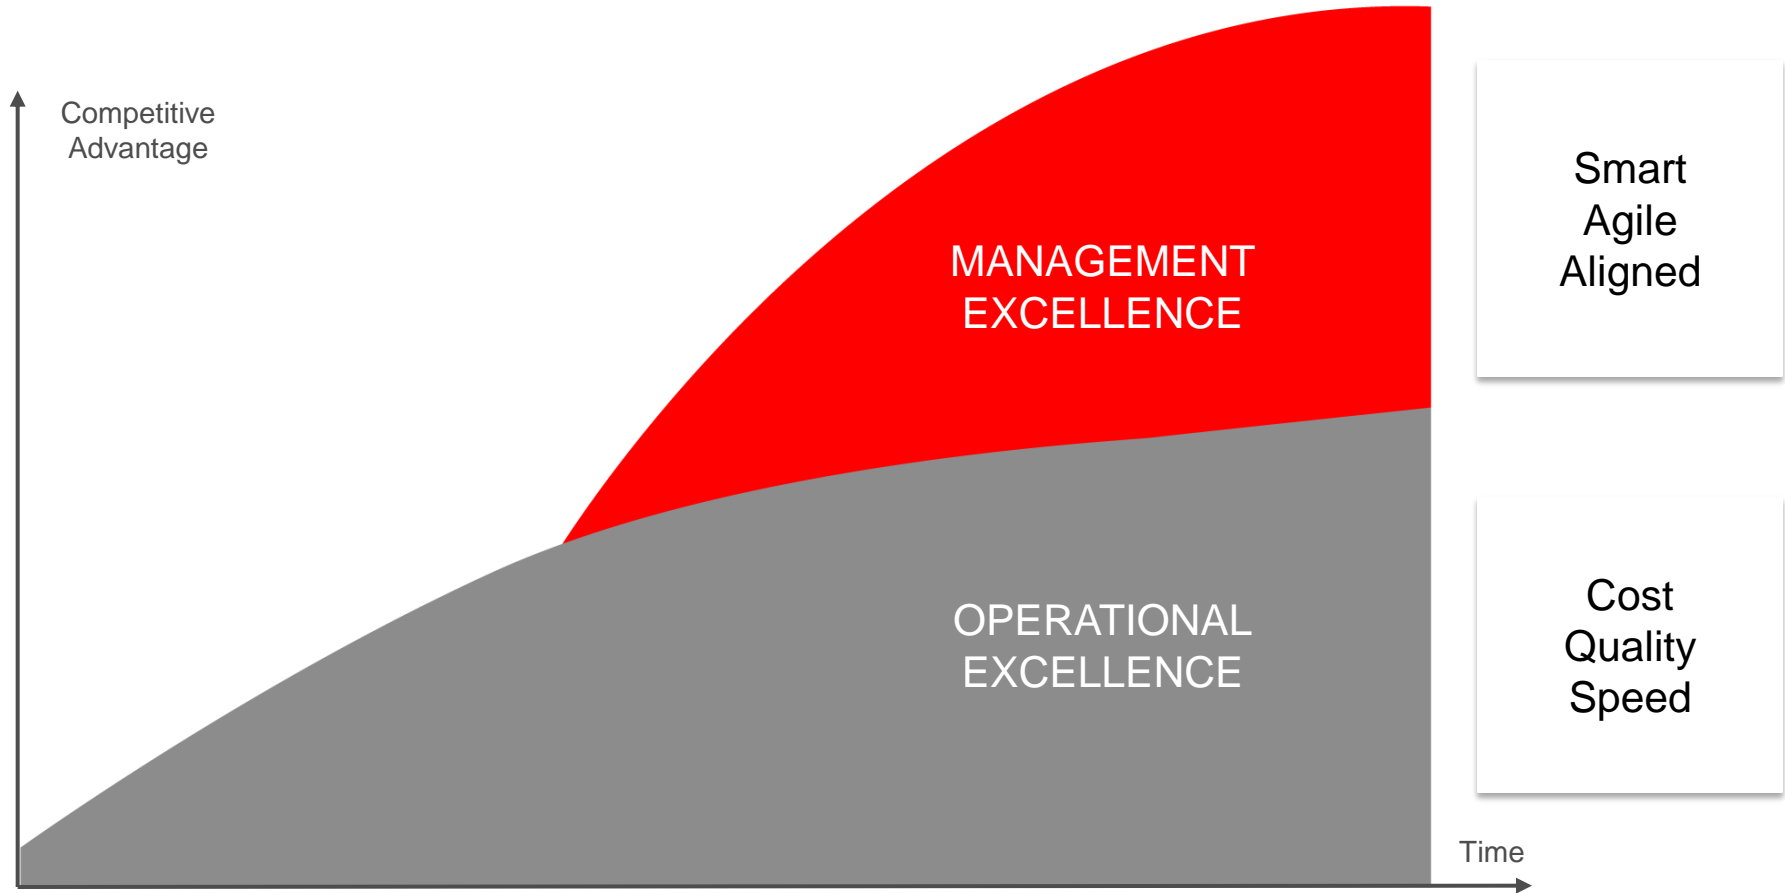 Competitive
Advantage
MANAGEMENT
EXCELLENCE
Smart
Agile
Aligned
OPERATIONAL
EXCELLENCE
Cost
Quality
Speed
Time